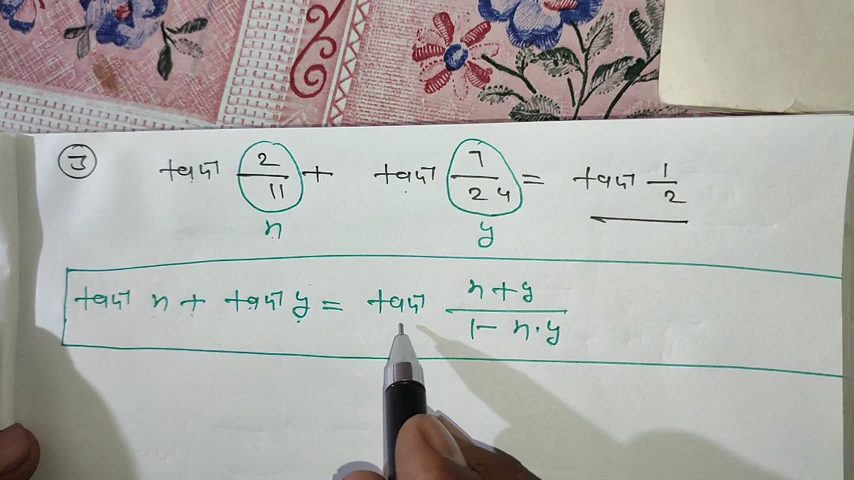 ③ tan⁻¹ 2/11 + tan⁻¹ 7/24 = tan⁻¹ 1/2
x y
tan⁻¹ x + tan⁻¹ y = tan⁻¹ x+y/1-x.y